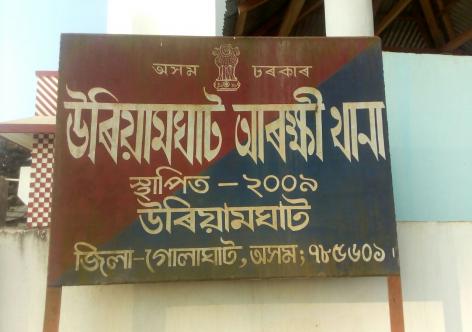 অসম চৰকাৰ
উৰিয়ামঘাট আৰক্ষী থানা
স্থাপিত - ২০০৯
উৰিয়ামঘাট
জিলা-গোলাঘাট, অসম; ৭৮৫৬০১।